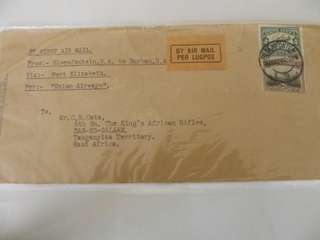 BY FIRST AIR MAIL.
From:- Bloemfontein, S.A. to Durban, S.A
Via:- Port Elizabeth.
Per:- "Union Airways".
BY AIR MAIL
PER LUGPOS
To.
Mr. C.R.
6th Bn. The King's African Rifles,
DAR-ES-SALAAM,
Tanganyika Territory.
East Africa.